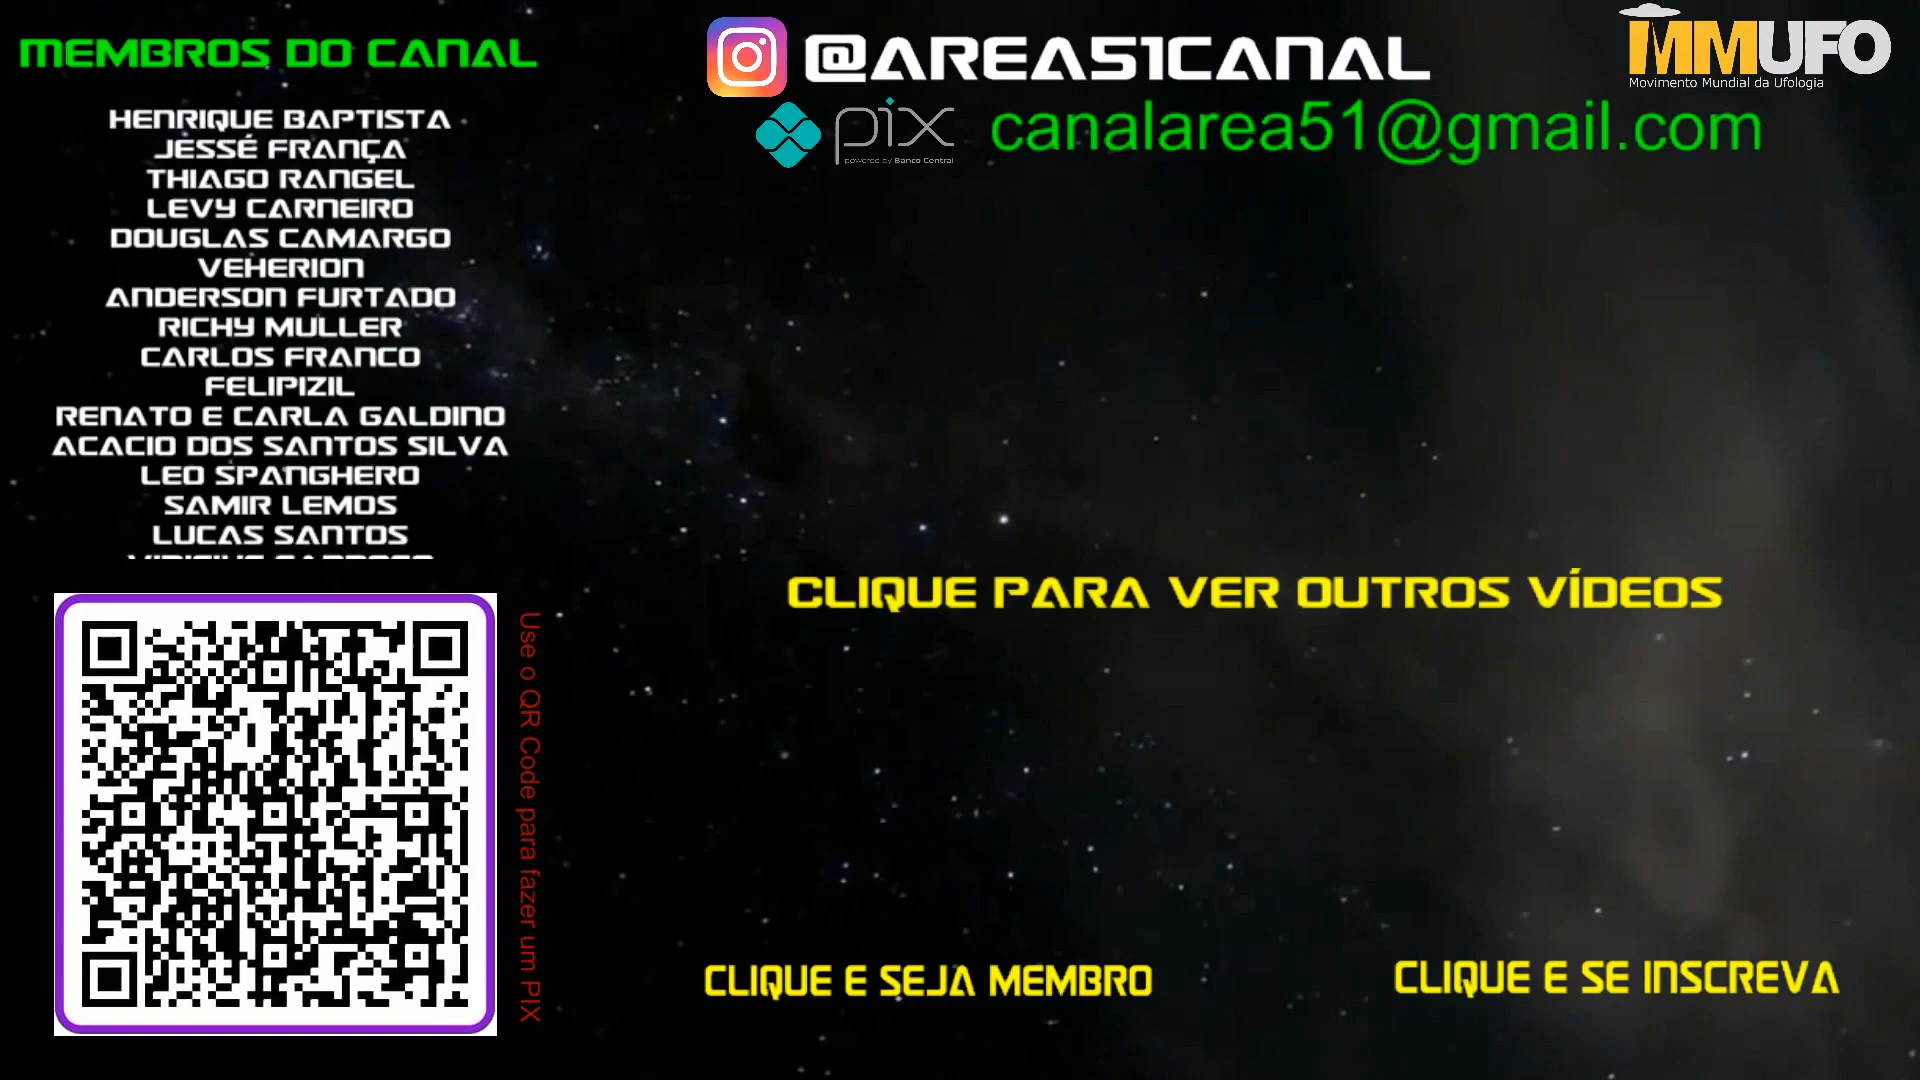 MEMBROS DO CANAL
HENRIQUE BAPTISTA
JESSÉ FRANÇA
THIAGO RANGEL
LEVY CARNEIRO
DOUGLAS CAMARGO
VEHERION
ANDERSON FURTADO
RICHY MULLER
CARLOS FRANCO
FELIPIZIL
RENATO E CARLA GALDINO
ACACIO DOS SANTOS SILVA
LEO SPANGHERO
SAMIR LEMOS
LUCAS SANTOS
Use o QR Code para fazer um PIX
@AREA51CANAL
pix
powered by Banco Central
canalarea51@gmail.com
MMUFO
Movimento Mundial da Ufologia
CLIQUE PARA VER OUTROS VÍDEOS
CLIQUE E SEJA MEMBRO
CLIQUE E SE INSCREVA